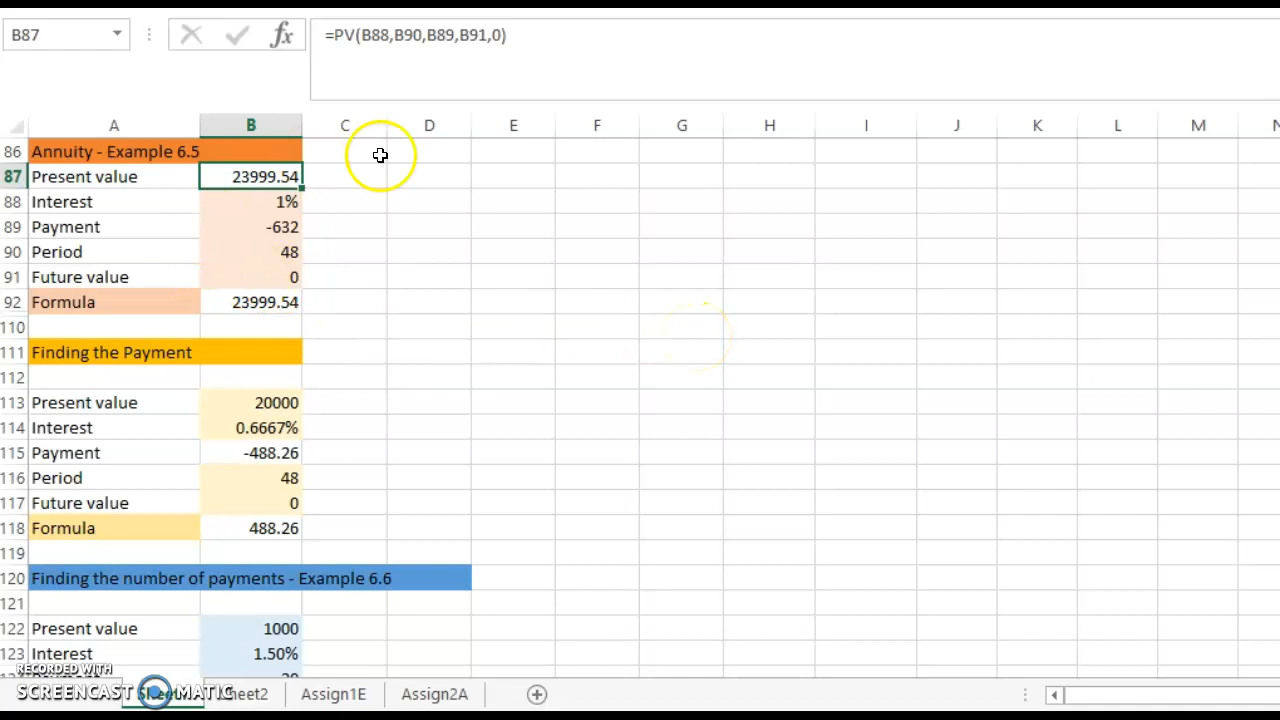 B87 fx =PV(B88,B90,B89,B91,0)
A B C D E F G H I J K L M
86 Annuity - Example 6.5
87 Present value 23999.54
88 Interest 1%
89 Payment -632
90 Period 48
91 Future value 0
92 Formula 23999.54
110
111 Finding the Payment
112
113 Present value 20000
114 Interest 0.6667%
115 Payment -488.26
116 Period 48
117 Future value 0
118 Formula 488.26
119
120 Finding the number of payments - Example 6.6
121
122 Present value 1000
123 Interest 1.50%
RECORDED WITH
SCREENCAST MATIC
Assign1E Assign2A